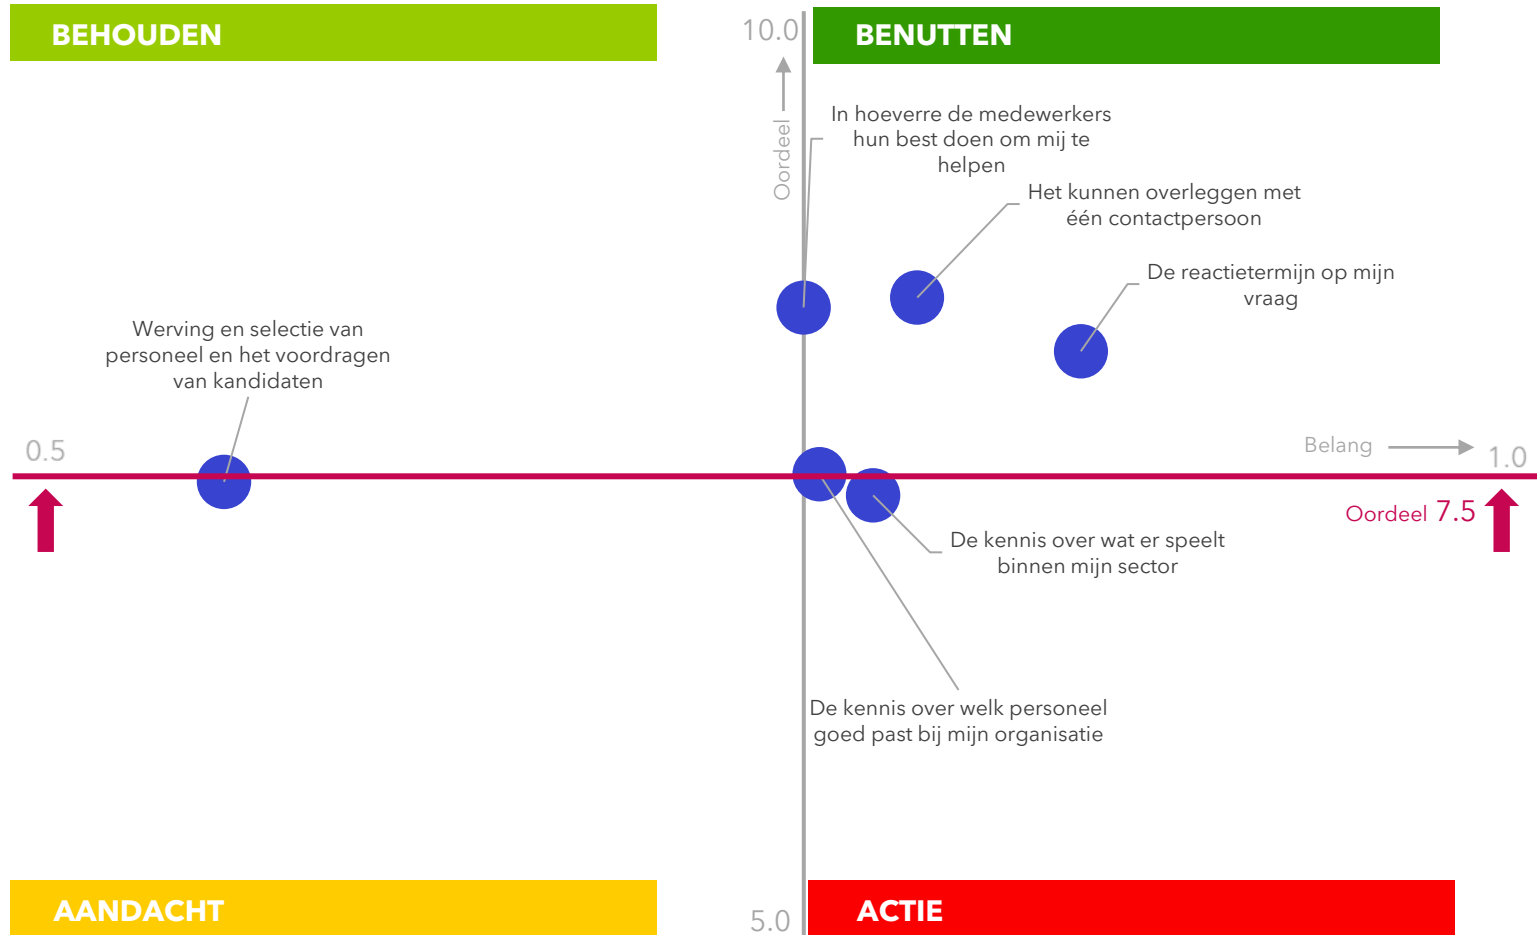 BEHOUDEN
10.0
BENUTTEN
Oordeel
In hoeverre de medewerkers
hun best doen om mij te
helpen
Het kunnen overleggen met
één contactpersoon
De reactietermijn op mijn
vraag
Werving en selectie van
personeel en het voordragen
van kandidaten
0.5
Belang
1.0
Oordeel 7.5
De kennis over wat er speelt
binnen mijn sector
De kennis over welk personeel
goed past bij mijn organisatie
AANDACHT
5.0
ACTIE